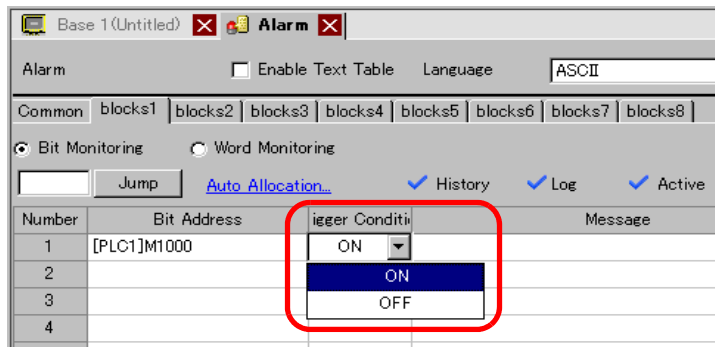 Base 1(Untitled) Alarm
Alarm Enable Text Table Language ASCII
Common blocks1 blocks2 blocks3 blocks4 blocks5 blocks6 blocks7 blocks8
Bit Monitoring Word Monitoring
Jump Auto Allocation... History Log Active
Number Bit Address igger Conditi Message
1 [PLC1]M1000 ON
2 ON
3 OFF
4